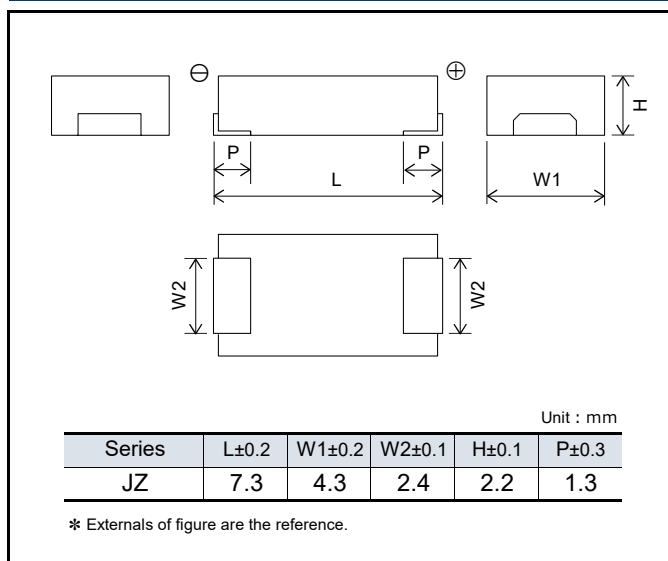 ⊖ ⊕
P P
L
H
W1
W2 W2
Unit : mm
Series L±0.2 W1±0.2 W2±0.1 H±0.1 P±0.3
JZ 7.3 4.3 2.4 2.2 1.3
✻ Externals of figure are the reference.